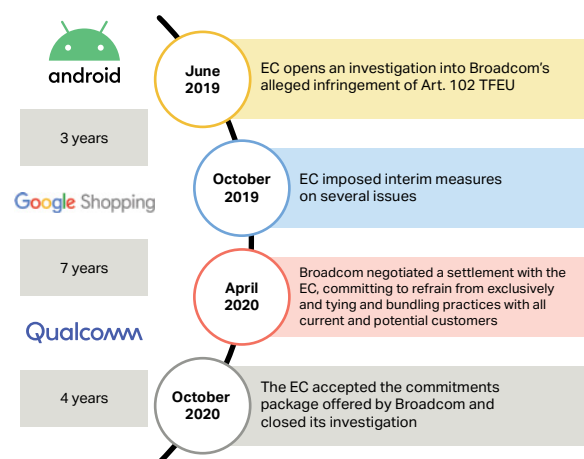 android
3 years
Google Shopping
7 years
Qualcomm
4 years
June
2019
EC opens an investigation into Broadcom's
alleged infringement of Art. 102 TFEU
October
2019
EC imposed interim measures
on several issues
April
2020
Broadcom negotiated a settlement with the
EC, committing to refrain from exclusively
and tying and bundling practices with all
current and potential customers
October
2020
The EC accepted the commitments
package offered by Broadcom and
closed its investigation